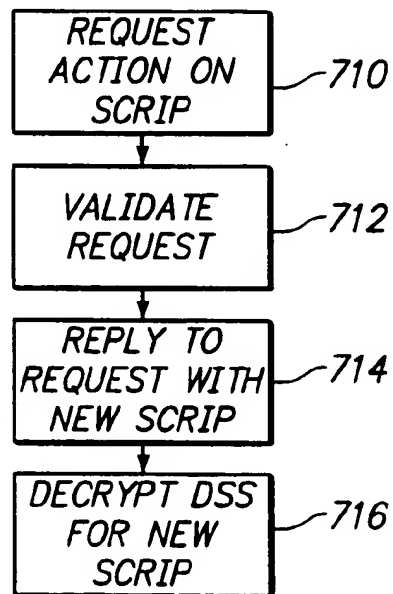 REQUEST
ACTION ON
SCRIP
710
VALIDATE
REQUEST
712
REPLY TO
REQUEST WITH
NEW SCRIP
714
DECRYPT DSS
FOR NEW
SCRIP
716